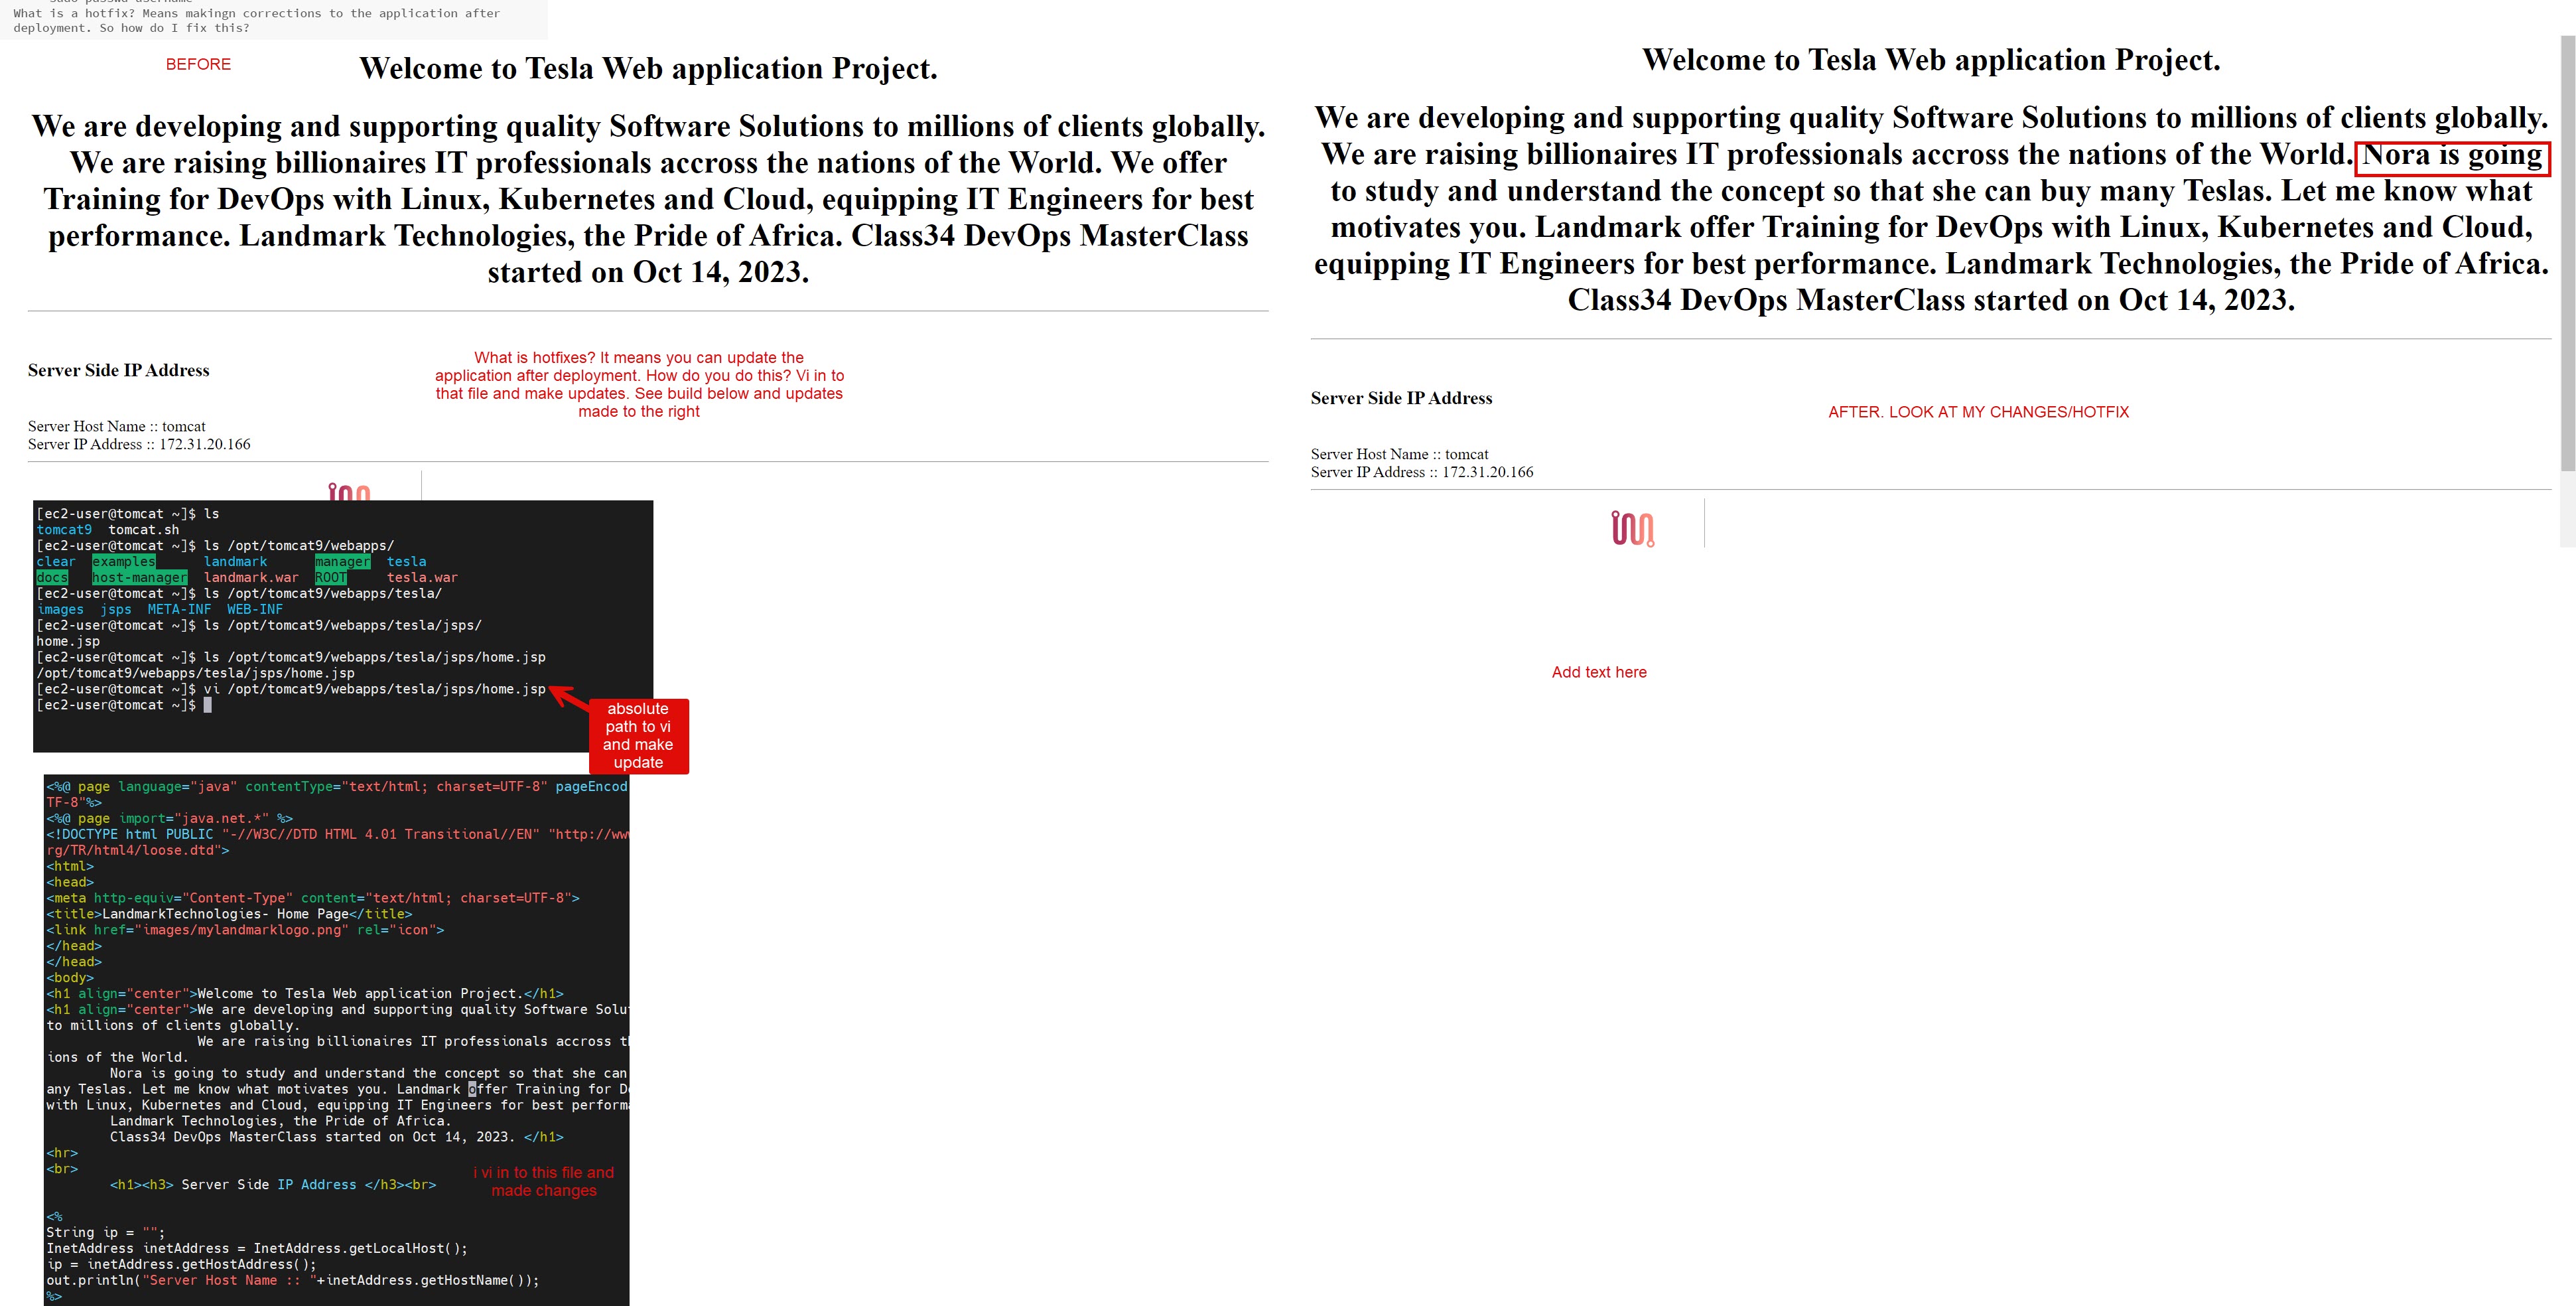 What is a hotfix? Means makingn corrections to the application after
deployment. So how do I fix this?
BEFORE
Welcome to Tesla Web application Project.
We are developing and supporting quality Software Solutions to millions of clients globally.
We are raising billionaires IT professionals accross the nations of the World. We offer
Training for DevOps with Linux, Kubernetes and Cloud, equipping IT Engineers for best
performance. Landmark Technologies, the Pride of Africa. Class34 DevOps MasterClass
started on Oct 14, 2023.
What is hotfixes? It means you can update the
application after deployment. How do you do this? Vi in to
that file and make updates. See build below and updates
made to the right
Server Side IP Address
Server Host Name :: tomcat
Server IP Address :: 172.31.20.166
[ec2-user@tomcat ~]$ ls
tomcat9  tomcat.sh
[ec2-user@tomcat ~]$ ls /opt/tomcat9/webapps/
clear  examples      landmark      manager  tesla
docs   host-manager  landmark.war  ROOT     tesla.war
[ec2-user@tomcat ~]$ ls /opt/tomcat9/webapps/tesla/
images  jsps  META-INF  WEB-INF
[ec2-user@tomcat ~]$ ls /opt/tomcat9/webapps/tesla/jsps/
home.jsp
[ec2-user@tomcat ~]$ ls /opt/tomcat9/webapps/tesla/jsps/home.jsp
/opt/tomcat9/webapps/tesla/jsps/home.jsp
[ec2-user@tomcat ~]$ vi /opt/tomcat9/webapps/tesla/jsps/home.jsp
[ec2-user@tomcat ~]$
absolute
path to vi
and make
update
<%@ page language="java" contentType="text/html; charset=UTF-8" pageEncod
TF-8"%>
<%@ page import="java.net.*" %>
<!DOCTYPE html PUBLIC "-//W3C//DTD HTML 4.01 Transitional//EN" "http://ww
rg/TR/html4/loose.dtd">
<html>
<head>
<meta http-equiv="Content-Type" content="text/html; charset=UTF-8">
<title>LandmarkTechnologies- Home Page</title>
<link href="images/mylandmarklogo.png" rel="icon">
</head>
</head>
<body>
<h1 align="center">Welcome to Tesla Web application Project.</h1>
<h1 align="center">We are developing and supporting quality Software Solu
to millions of clients globally.
We are raising billionaires IT professionals accross t
ions of the World.
Nora is going to study and understand the concept so that she can
any Teslas. Let me know what motivates you. Landmark offer Training for D
with Linux, Kubernetes and Cloud, equipping IT Engineers for best perform
Landmark Technologies, the Pride of Africa.
Class34 DevOps MasterClass started on Oct 14, 2023. </h1>
<hr>
<br>
<h1><h3> Server Side IP Address </h3><br>
i vi in to this file and
made changes
<%
String ip = "";
InetAddress inetAddress = InetAddress.getLocalHost();
ip = inetAddress.getHostAddress();
out.println("Server Host Name :: "+inetAddress.getHostName());
%>
Welcome to Tesla Web application Project.
We are developing and supporting quality Software Solutions to millions of clients globally.
We are raising billionaires IT professionals accross the nations of the World. Nora is going
to study and understand the concept so that she can buy many Teslas. Let me know what
motivates you. Landmark offer Training for DevOps with Linux, Kubernetes and Cloud,
equipping IT Engineers for best performance. Landmark Technologies, the Pride of Africa.
Class34 DevOps MasterClass started on Oct 14, 2023.
Server Side IP Address
AFTER. LOOK AT MY CHANGES/HOTFIX
Server Host Name :: tomcat
Server IP Address :: 172.31.20.166
Add text here